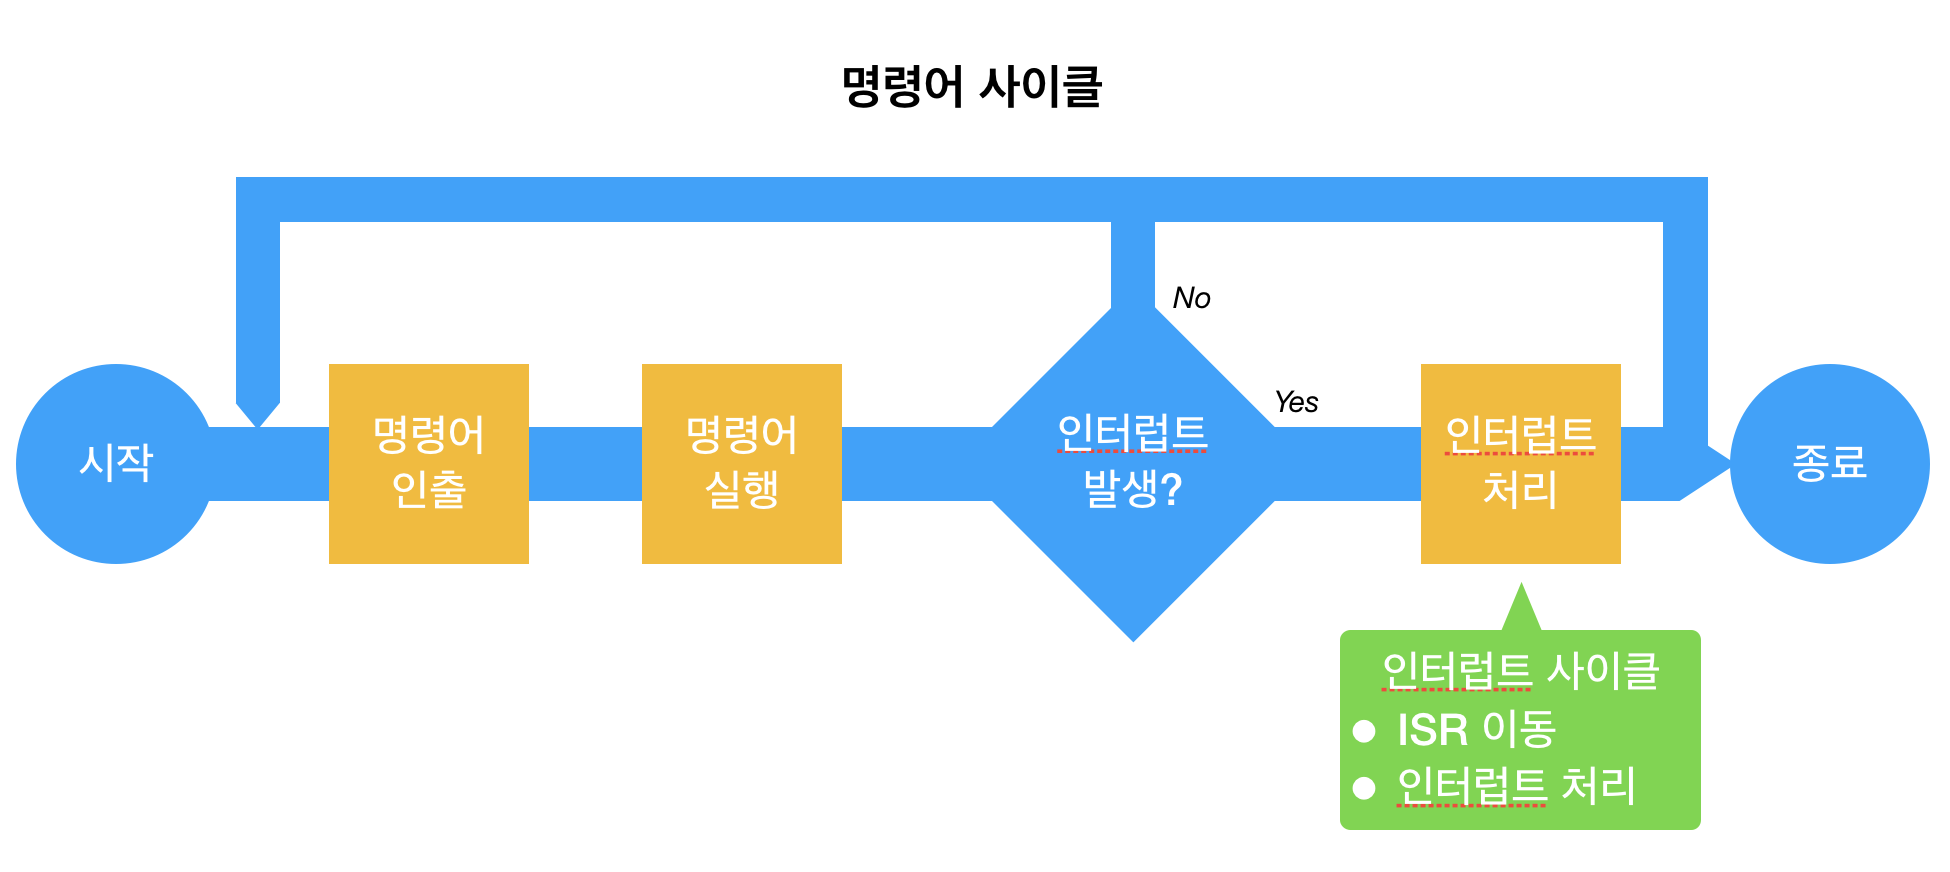 명령어 사이클
No
Yes
시작
명령어
인출
명령어
실행
인터럽트
발생?
인터럽트
처리
종료
인터럽트 사이클
● ISR 이동
● 인터럽트 처리